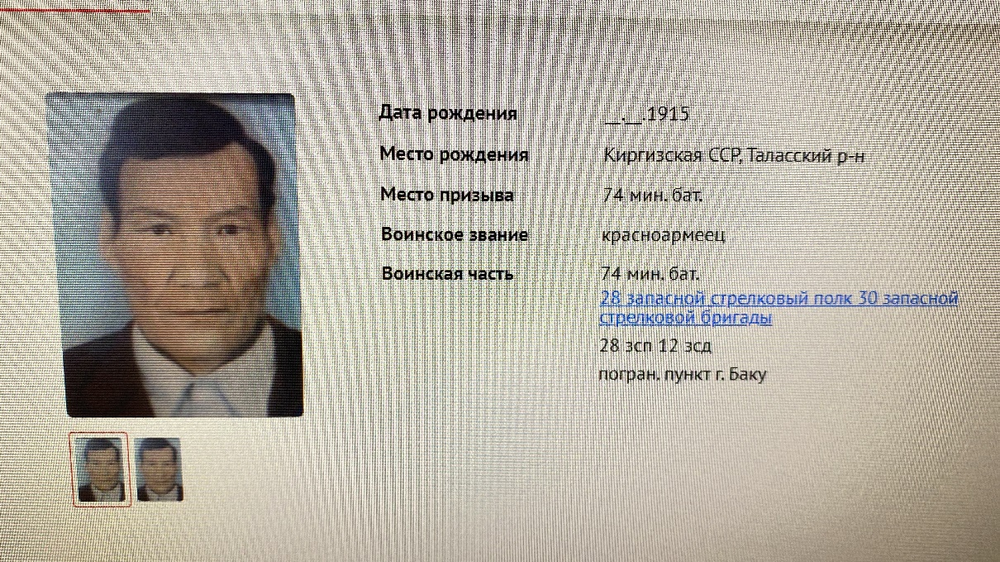 Дата рождения __.__.1915
Место рождения Киргизская ССР, Таласский р-н
Место призыва 74 мин. бат.
Воинское звание красноармеец
Воинская часть 74 мин. бат.
28 запасной стрелковый полк 30 запасной
стрелковой бригады
28 зсп 12 зсд
погран. пункт г. Баку